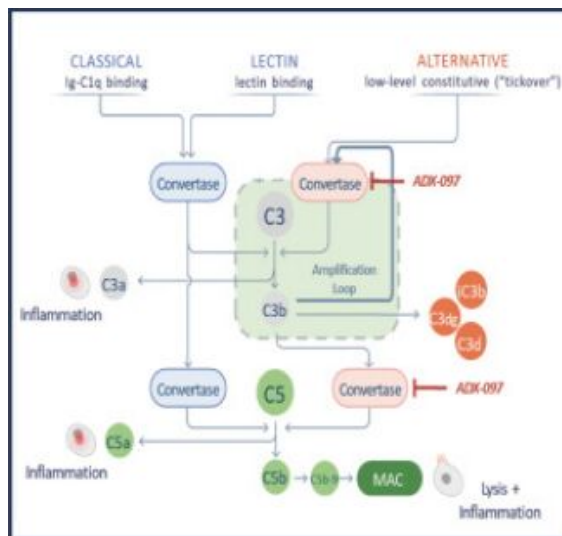 CLASSICAL
Ig-C1q binding
LECTIN
lectin binding
ALTERNATIVE
low-level constitutive ("tickover")
Convertase
Convertase
ADX-097
C3
Amplification
Loop
C3a
Inflammation
C3b
iC3b
C3dg
C3d
Convertase
C5
Convertase
ADX-097
C5a
Inflammation
C5b
C5b-9
MAC
Lysis +
Inflammation